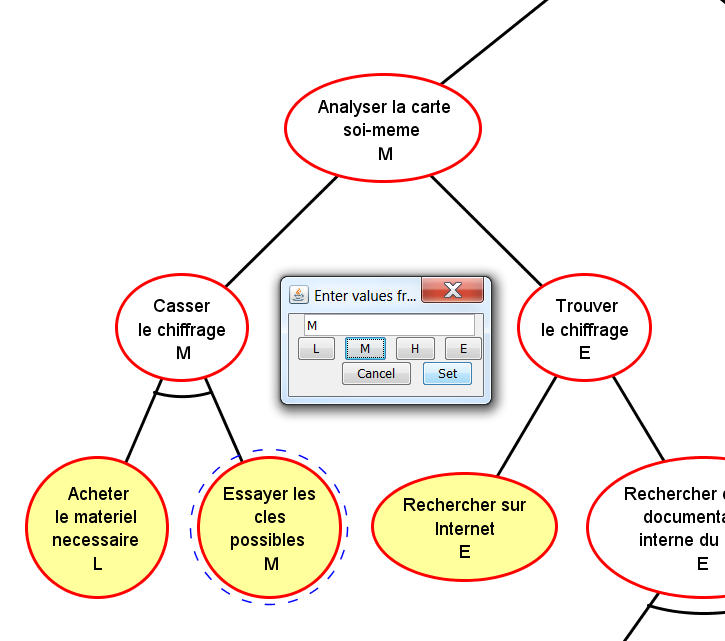 Analyser la carte
soi-meme
M
Casser
le chiffrage
M
Enter values fr...
M
L M H E
Cancel Set
Trouver
le chiffrage
E
Acheter
le materiel
necessaire
L
Essayer les
cles
possibles
M
Rechercher sur
Internet
E
Rechercher
interne du
E